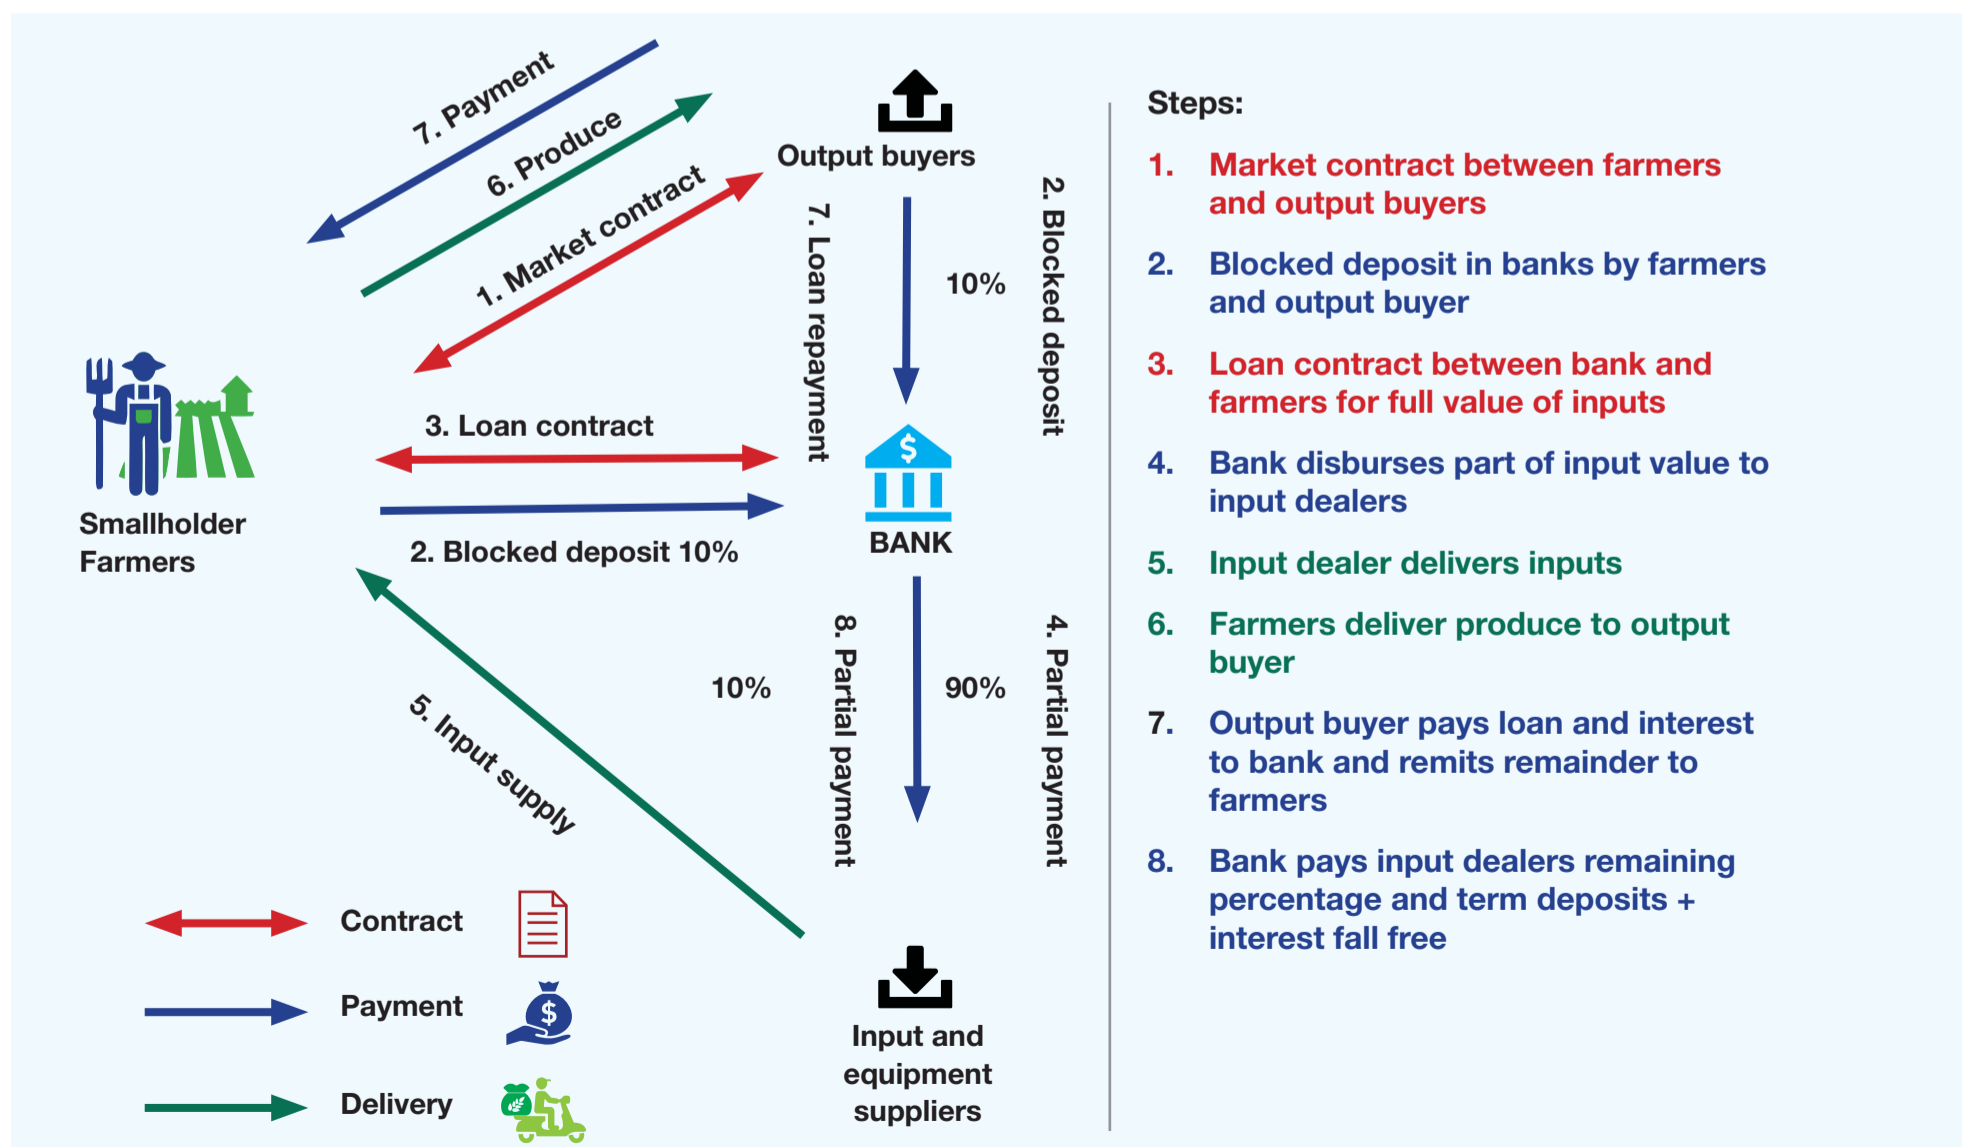 7. Payment
6. Produce
1. Market contract
Output buyers
7. Loan repayment
10%
2. Blocked deposit
3. Loan contract
2. Blocked deposit 10%
$
BANK
Smallholder
Farmers
5. Input supply
10%
8. Partial payment
90%
4. Partial payment
Input and
equipment
suppliers
Contract
Payment
$
Delivery
Steps:
1. Market contract between farmers
and output buyers
2. Blocked deposit in banks by farmers
and output buyer
3. Loan contract between bank and
farmers for full value of inputs
4. Bank disburses part of input value to
input dealers
5. Input dealer delivers inputs
6. Farmers deliver produce to output
buyer
7. Output buyer pays loan and interest
to bank and remits remainder to
farmers
8. Bank pays input dealers remaining
percentage and term deposits +
interest fall free